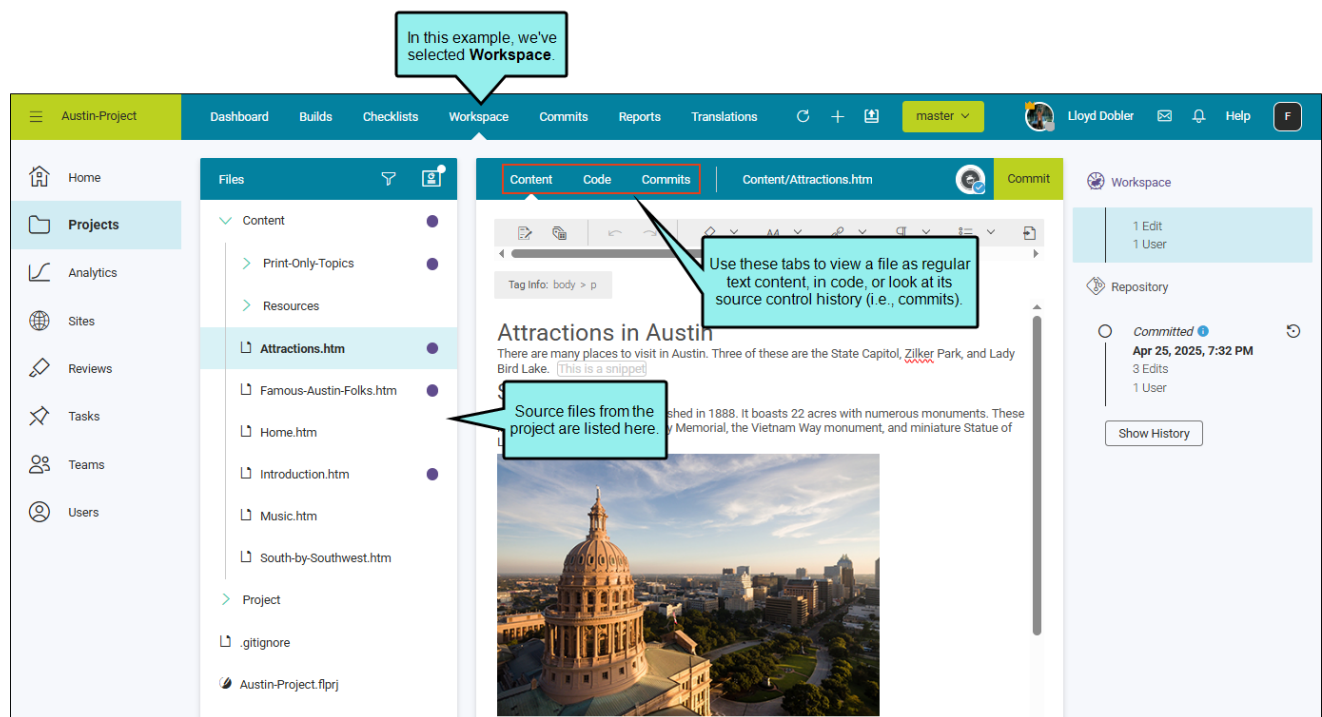 In this example, we've
selected Workspace.
Austin-Project
Dashboard Builds Checklists Workspace Commits Reports Translations master Lloyd Dobler Help F
Home
Projects
Analytics
Sites
Reviews
Tasks
Teams
Users
Files
Content
Print-Only-Topics
Resources
Attractions.htm
Famous-Austin-Folks.htm
Home.htm
Introduction.htm
Music.htm
South-by-Southwest.htm
Project
.gitignore
Austin-Project.flprj
Content Code Commits Content/Attractions.htm Commit
Use these tabs to view a file as regular
text content, in code, or look at its
source control history (i.e., commits).
Tag Info: body > p
Attractions in Austin
There are many places to visit in Austin. Three of these are the State Capitol, Zilker Park, and Lady
Bird Lake. This is a snippet
Source files from the
project are listed here.
in 1888. It boasts 22 acres with numerous monuments. These
Memorial, the Vietnam Way monument, and miniature Statue of
Workspace
1 Edit
1 User
Repository
Committed
Apr 25, 2025, 7:32 PM
3 Edits
1 User
Show History